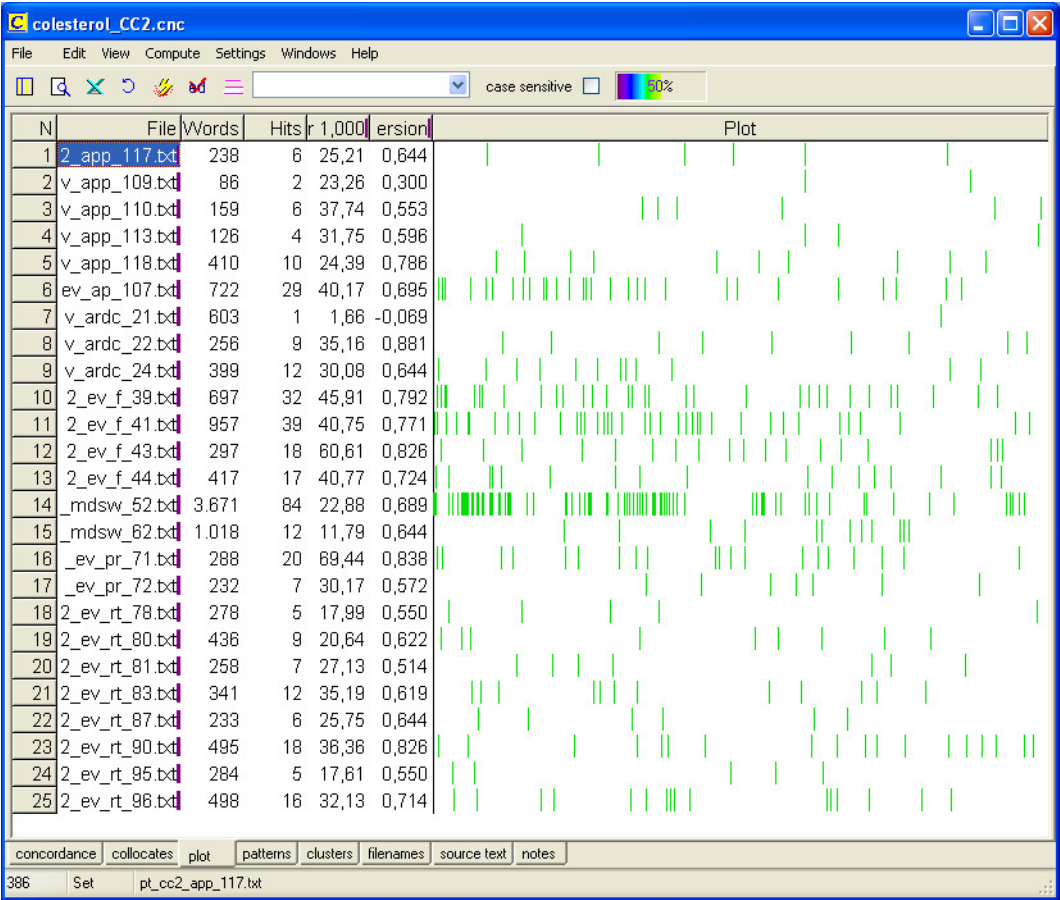 colesterol_CC2.cnc
File Edit View Compute Settings Windows Help
case sensitive 50%
N File Words Hits r 1,000 ersion Plot
1 2_app_117.txt 238 6 25,21 0,644
2 v_app_109.txt 86 2 23,26 0,300
3 v_app_110.txt 159 6 37,74 0,553
4 v_app_113.txt 126 4 31,75 0,596
5 v_app_118.txt 410 10 24,39 0,786
6 ev_ap_107.txt 722 29 40,17 0,695
7 v_ardc_21.txt 603 1 1,66 -0,069
8 v_ardc_22.txt 256 9 35,16 0,881
9 v_ardc_24.txt 399 12 30,08 0,644
10 2_ev_f_39.txt 697 32 45,91 0,792
11 2_ev_f_41.txt 957 39 40,75 0,771
12 2_ev_f_43.txt 297 18 60,61 0,826
13 2_ev_f_44.txt 417 17 40,77 0,724
14 _mdsw_52.txt 3.671 84 22,88 0,689
15 _mdsw_62.txt 1.018 12 11,79 0,644
16 _ev_pr_71.txt 288 20 69,44 0,838
17 _ev_pr_72.txt 232 7 30,17 0,572
18 2_ev_rt_78.txt 278 5 17,99 0,550
19 2_ev_rt_80.txt 436 9 20,64 0,622
20 2_ev_rt_81.txt 258 7 27,13 0,514
21 2_ev_rt_83.txt 341 12 35,19 0,619
22 2_ev_rt_87.txt 233 6 25,75 0,644
23 2_ev_rt_90.txt 495 18 36,36 0,826
24 2_ev_rt_95.txt 284 5 17,61 0,550
25 2_ev_rt_96.txt 498 16 32,13 0,714
concordance collocates plot patterns clusters filenames source text notes
386 Set pt_cc2_app_117.txt